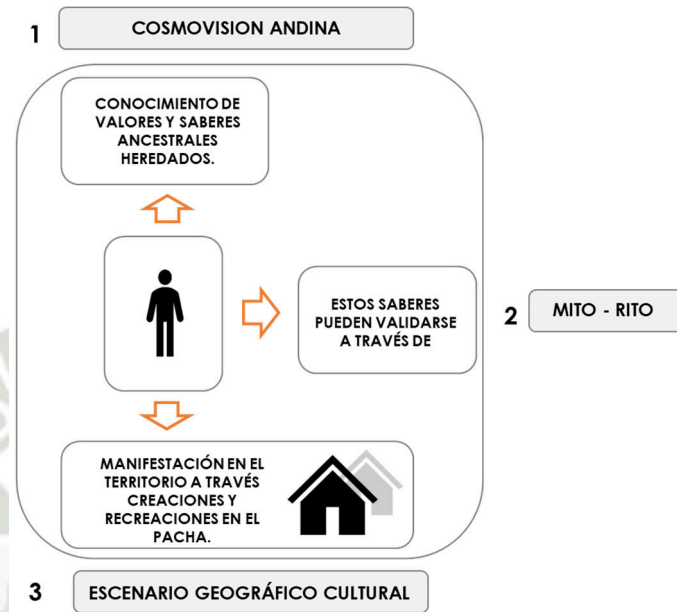 1
COSMOVISION ANDINA
CONOCIMIENTO DE
VALORES Y SABERES
ANCESTRALES
HEREDADOS.
ESTOS SABERES
PUEDEN VALIDARSE
A TRAVÉS DE
2
MITO - RITO
MANIFESTACIÓN EN EL
TERRITORIO A TRAVÉS
CREACIONES Y
RECREACIONES EN EL
PACHA.
3
ESCENARIO GEOGRÁFICO CULTURAL